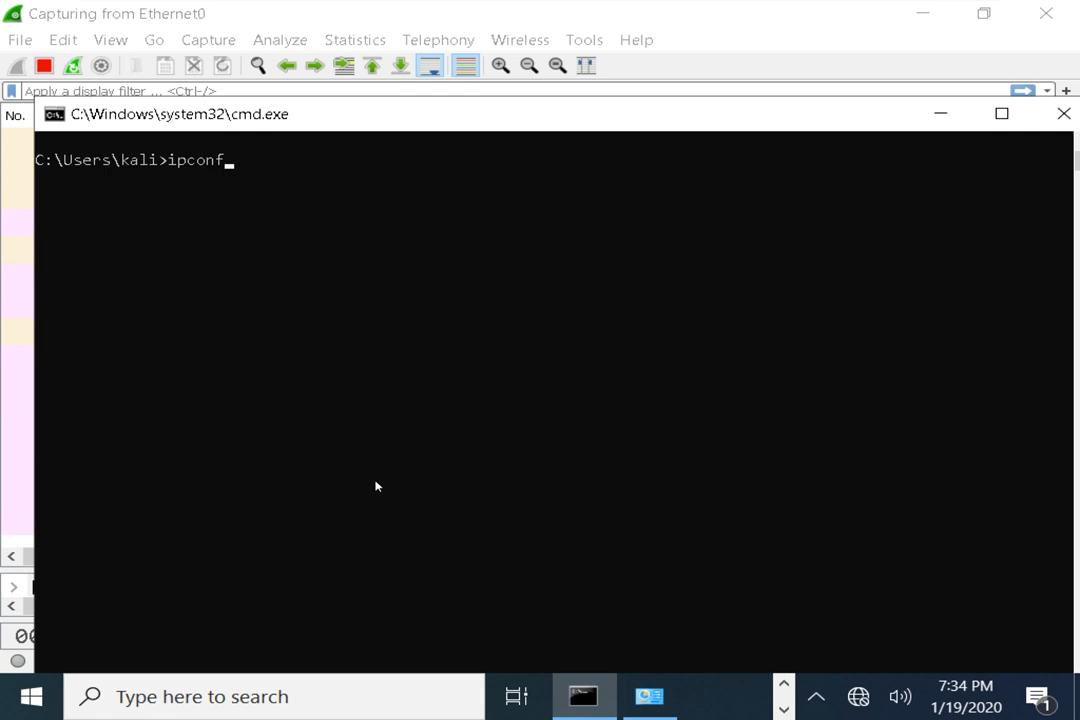 Capturing from Ethernet0
File Edit View Go Capture Analyze Statistics Telephony Wireless Tools Help
Apply a display filter ... <Ctrl-/>
No.
C:\Windows\system32\cmd.exe
C:\Users\kali>ipconf_
Type here to search
7:34 PM
1/19/2020
1